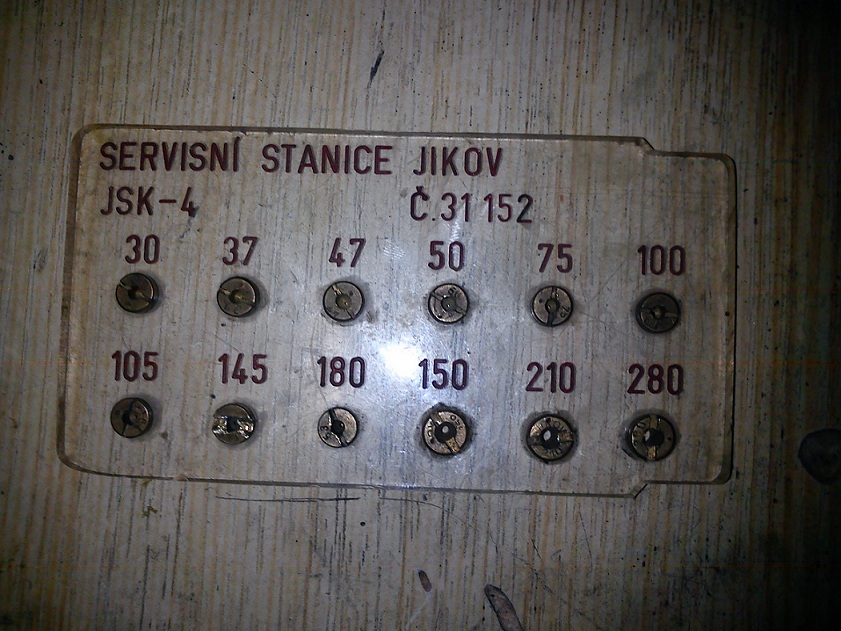 SERVISNÍ STANICE JIKOV
JSK-4 Č.31 152
30 37 47 50 75 100
105 145 180 150 210 280